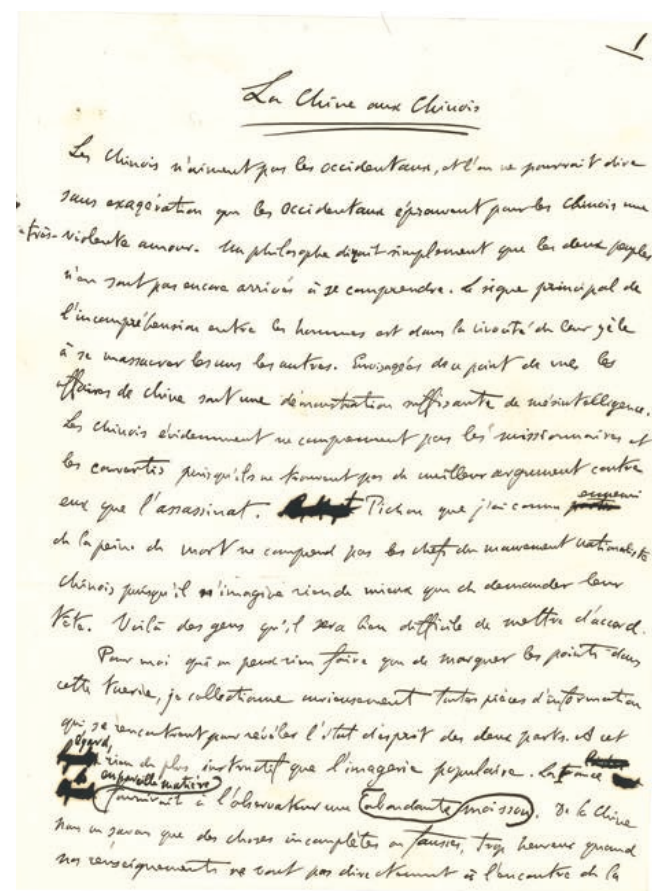 1
La Chine aux Chinois
Les Chinois n'aiment pas les occidentaux, et l'on ne pourrait dire
sans exagération que les occidentaux éprouvent pour les Chinois une
très violente amour. Un philosophe dirait simplement que les deux peuples
n'en sont pas encore arrivés à se comprendre. Le signe principal de
l'incompréhension entre les hommes est dans la vivacité de leur zèle
à se massacrer les uns les autres. Envisagées de ce point de vue les
affaires de Chine sont une démonstration suffisante de mésintelligence.
Les Chinois évidemment ne comprennent pas les missionnaires et
les convertis puisqu'ils ne trouvent pas de meilleur argument contre
ennemi
eux que l'assassinat. Pichon que j'ai connu
de la peine de mort ne comprend pas les chefs du mouvement nationaliste
chinois puisqu'il n'imagine rien de mieux que de demander leur
tête. Voilà des gens qu'il sera bien difficile de mettre d'accord.
Pour moi qui ne peux rien faire que de marquer les points dans
cette tuerie, je collectionne curieusement toutes pièces d'information
qui se rencontrent pour révéler l'état d'esprit des deux parts. A cet
égard,
rien de plus instructif que l'imagerie populaire. La France
en pareille matière
fournirait à l'observateur une abondante moisson. De la Chine
nous ne savons que des choses incomplètes ou fausses, trop heureux quand
nos renseignements ne vont pas directement à l'encontre de la